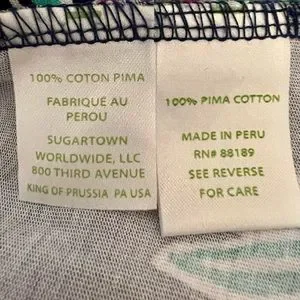 100% COTON PIMA
FABRIQUÉ AU
PEROU
SUGARTOWN
WORLDWIDE, LLC
800 THIRD AVENUE
KING OF PRUSSIA PA USA
100% PIMA COTTON
MADE IN PERU
RN# 88189
SEE REVERSE
FOR CARE